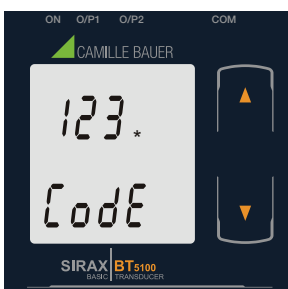 ON O/P1 O/P2 COM
CAMILLE BAUER
123.*
CodE
SIRAX BT5100
BASIC TRANSDUCER